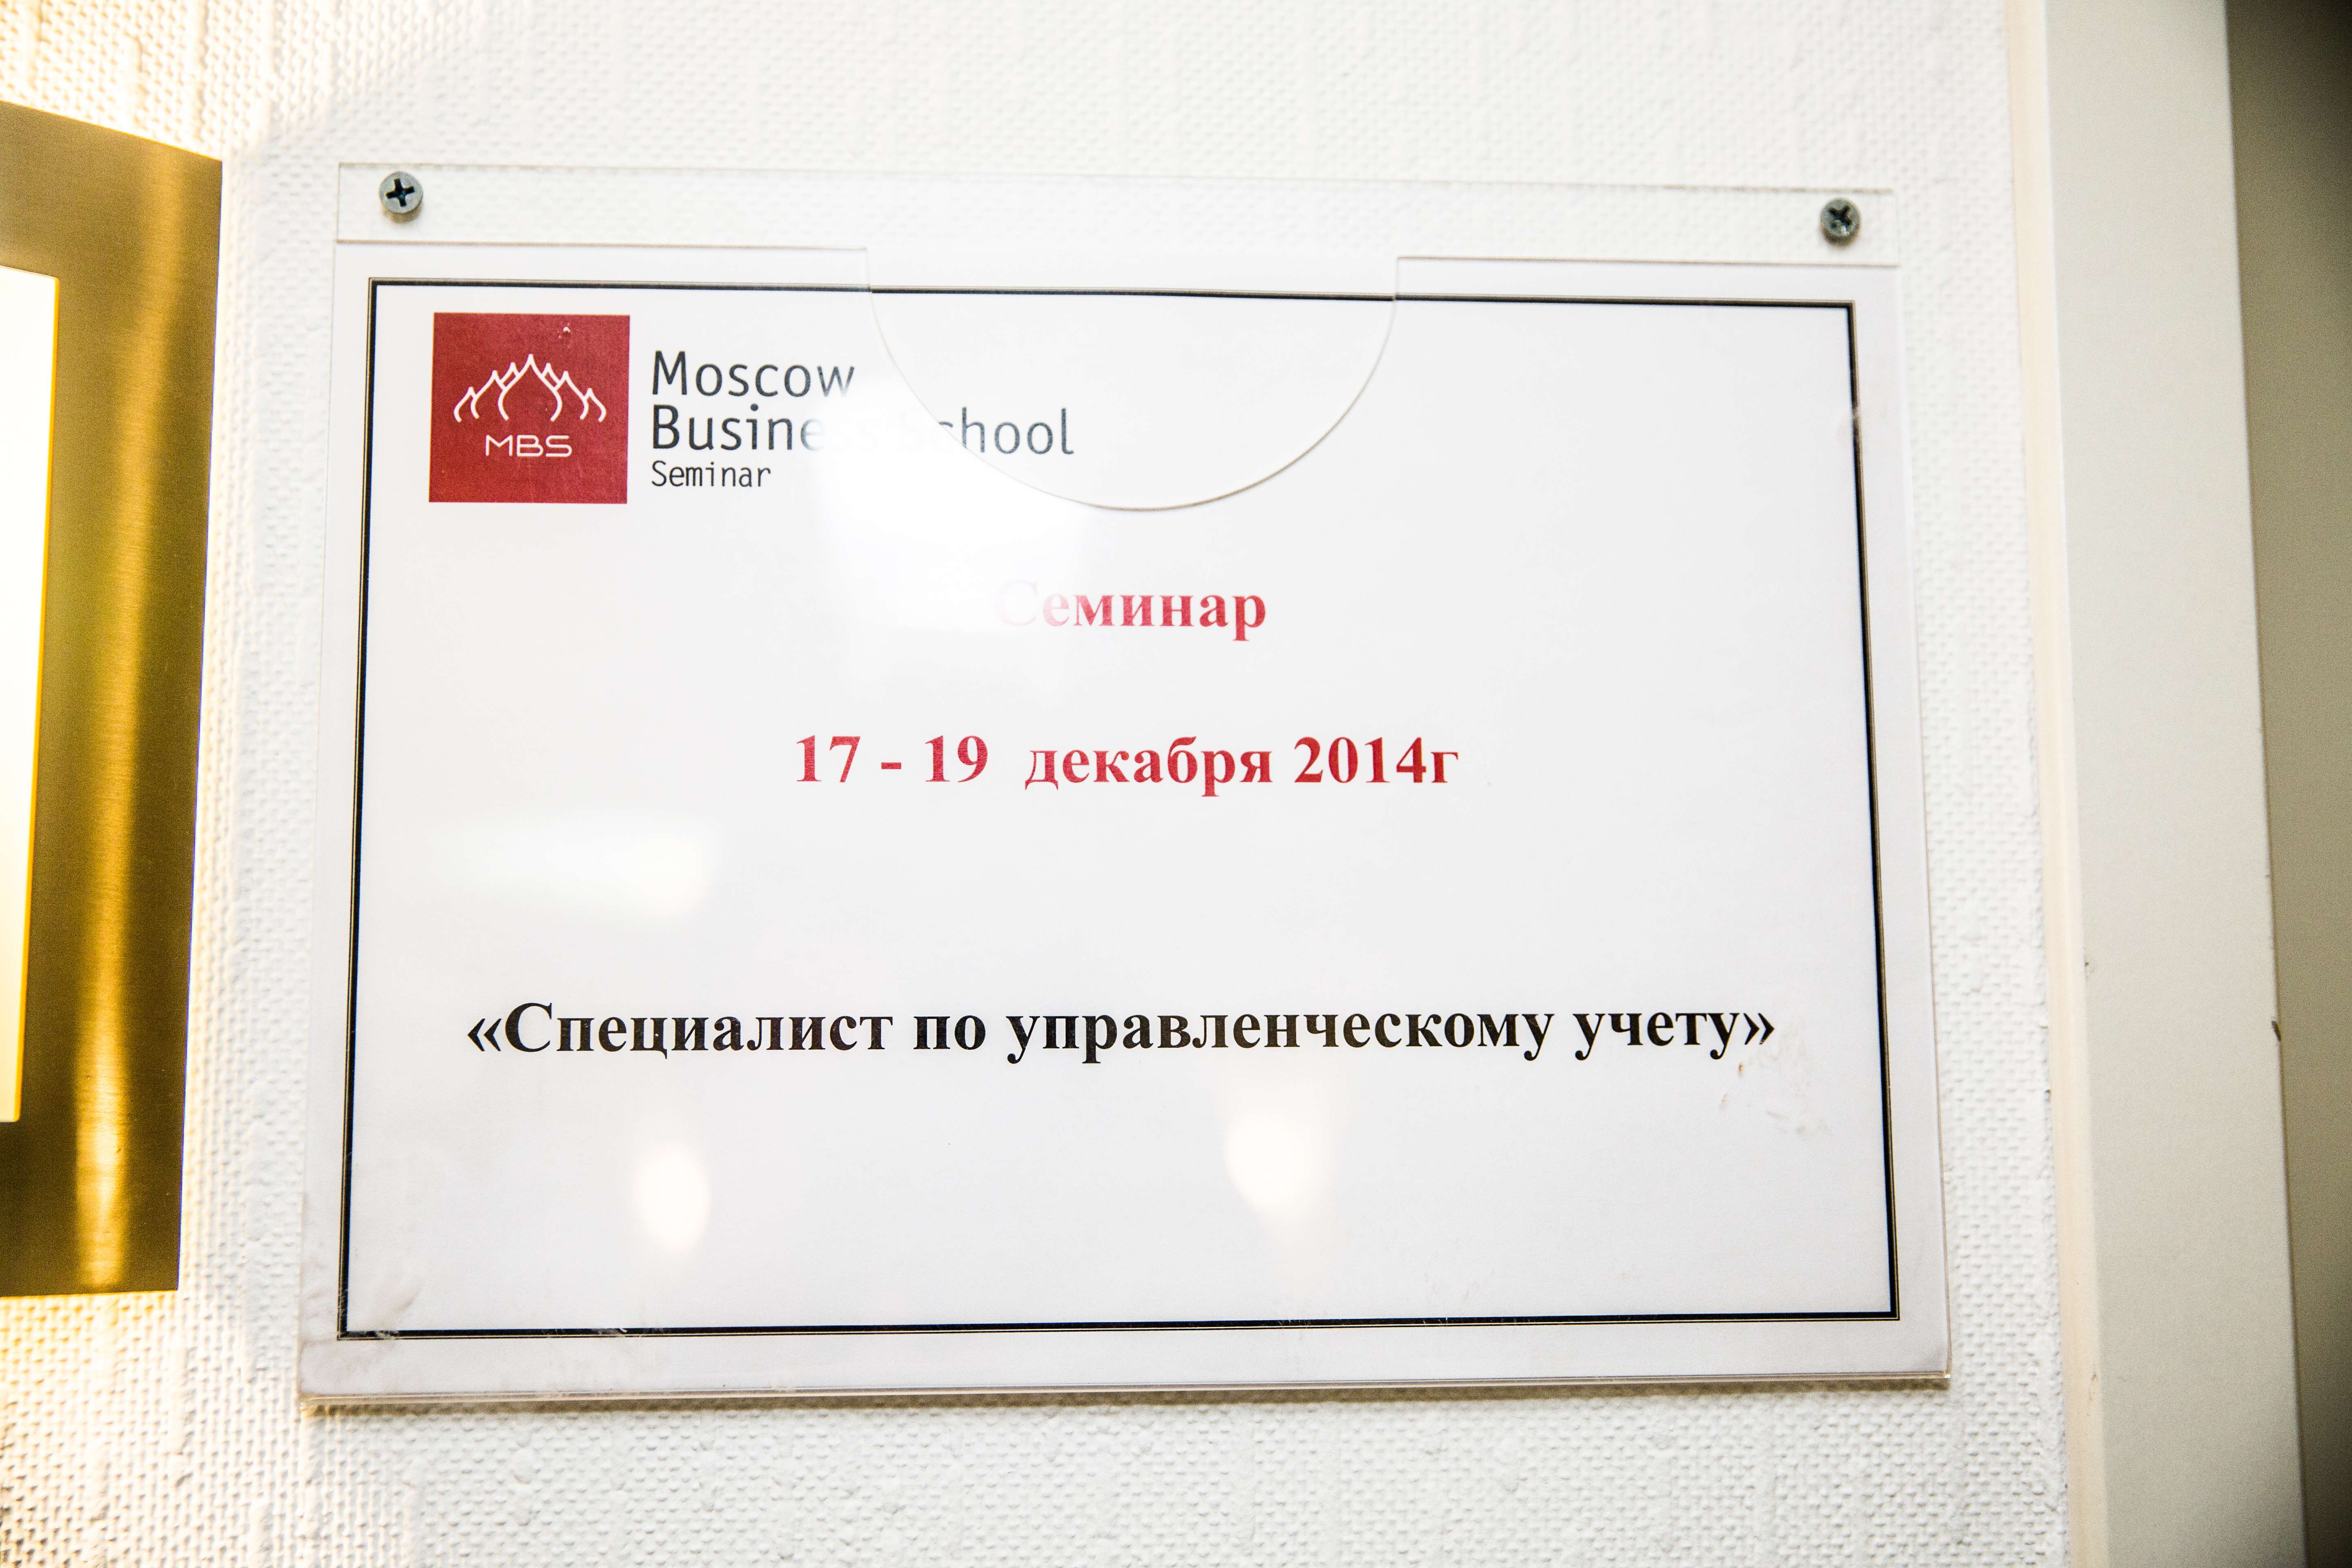 MBS
Moscow
Business School
Seminar
Семинар
17 - 19 декабря 2014г
«Специалист по управленческому учету»